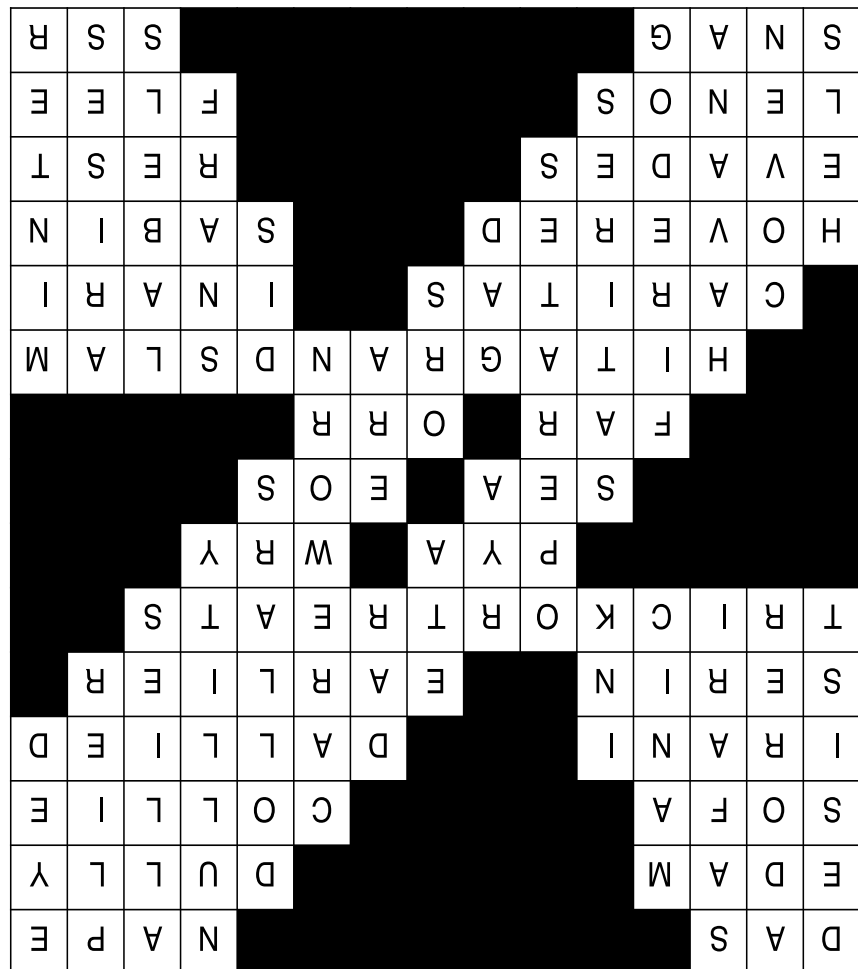 DAS NAPE
EDAM DULLY
SOFA COLLIE
IRANI DALLIED
SERIN EARLIER
TRICKORTREATS
PYA WRY
SEA EOS
FAR ORR
HITAGRANDSLAM
CARITAS INARI
HOVERED SABIN
EVADES REST
LENOS FLEE
SNAG SSR